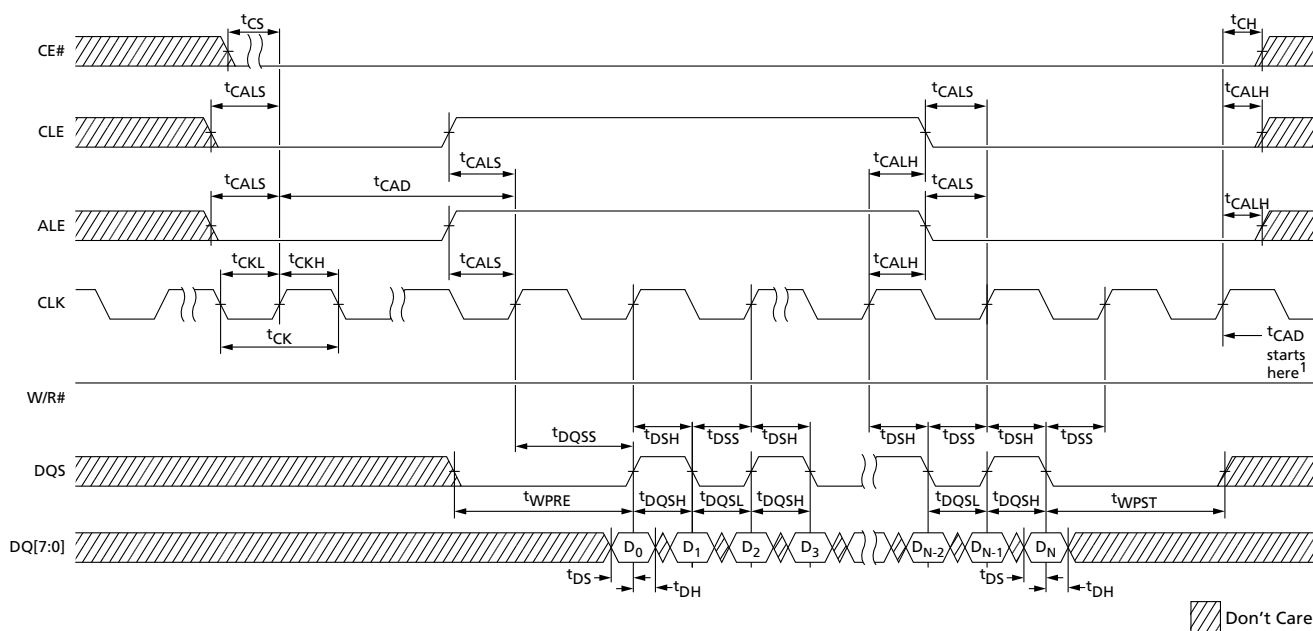 tCS tCH
CE#
tCALS tCALS tCALH
CLE
tCALS tCALH
tCALS tCAD tCALS tCALH
ALE
tCKL tCKH tCALS tCALH
CLK
tCK tCAD
starts
here1
W/R#
tDQSS tDSH tDSS tDSH tDSH tDSS tDSH tDSS
DQS
tWPRE tDQSH tDQSL tDQSH tDQSL tDQSH tWPST
DQ[7:0] D0 D1 D2 D3 DN-2 DN-1 DN
tDS tDH tDS tDH
Don't Care